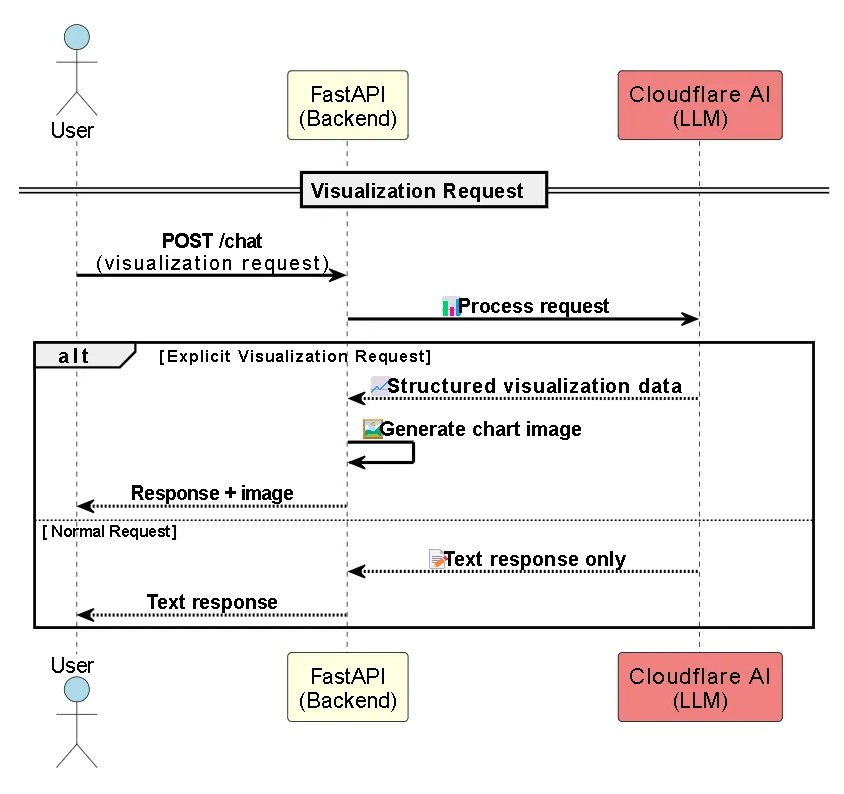 User
FastAPI
(Backend)
Cloudflare AI
(LLM)
Visualization Request
POST /chat
(visualization request)
Process request
alt
[Explicit Visualization Request]
Structured visualization data
Generate chart image
Response + image
[ Normal Request]
Text response only
Text response
User
FastAPI
(Backend)
Cloudflare AI
(LLM)